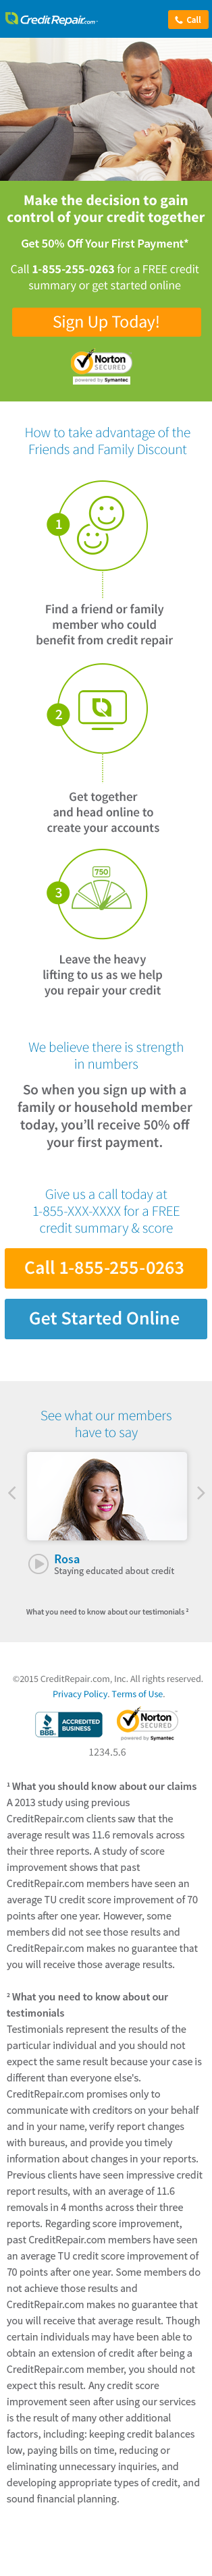 CreditRepair.com
Call
Make the decision to gain
control of your credit together
Get 50% Off Your First Payment*
Call 1-855-255-0263 for a FREE credit
summary or get started online
Sign Up Today!
Norton
SECURED
powered by Symantec
How to take advantage of the
Friends and Family Discount
1
Find a friend or family
member who could
benefit from credit repair
2
Get together
and head online to
create your accounts
3
750
Leave the heavy
lifting to us as we help
you repair your credit
We believe there is strength
in numbers
So when you sign up with a
family or household member
today, you’ll receive 50% off
your first payment.
Give us a call today at
1-855-XXX-XXXX for a FREE
credit summary & score
Call 1-855-255-0263
Get Started Online
See what our members
have to say
Rosa
Staying educated about credit
What you need to know about our testimonials ²
©2015 CreditRepair.com, Inc. All rights reserved.
Privacy Policy. Terms of Use.
BBB
ACCREDITED
BUSINESS
Norton
SECURED
powered by Symantec
1234.5.6
¹ What you should know about our claims
A 2013 study using previous
CreditRepair.com clients saw that the
average result was 11.6 removals across
their three reports. A study of score
improvement shows that past
CreditRepair.com members have seen an
average TU credit score improvement of 70
points after one year. However, some
members did not see those results and
CreditRepair.com makes no guarantee that
you will receive those average results.
² What you need to know about our
testimonials
Testimonials represent the results of the
particular individual and you should not
expect the same result because your case is
different than everyone else's.
CreditRepair.com promises only to
communicate with creditors on your behalf
and in your name, verify report changes
with bureaus, and provide you timely
information about changes in your reports.
Previous clients have seen impressive credit
report results, with an average of 11.6
removals in 4 months across their three
reports. Regarding score improvement,
past CreditRepair.com members have seen
an average TU credit score improvement of
70 points after one year. Some members do
not achieve those results and
CreditRepair.com makes no guarantee that
you will receive that average result. Though
certain individuals may have been able to
obtain an extension of credit after being a
CreditRepair.com member, you should not
expect this result. Any credit score
improvement seen after using our services
is the result of many other additional
factors, including: keeping credit balances
low, paying bills on time, reducing or
eliminating unnecessary inquiries, and
developing appropriate types of credit, and
sound financial planning.